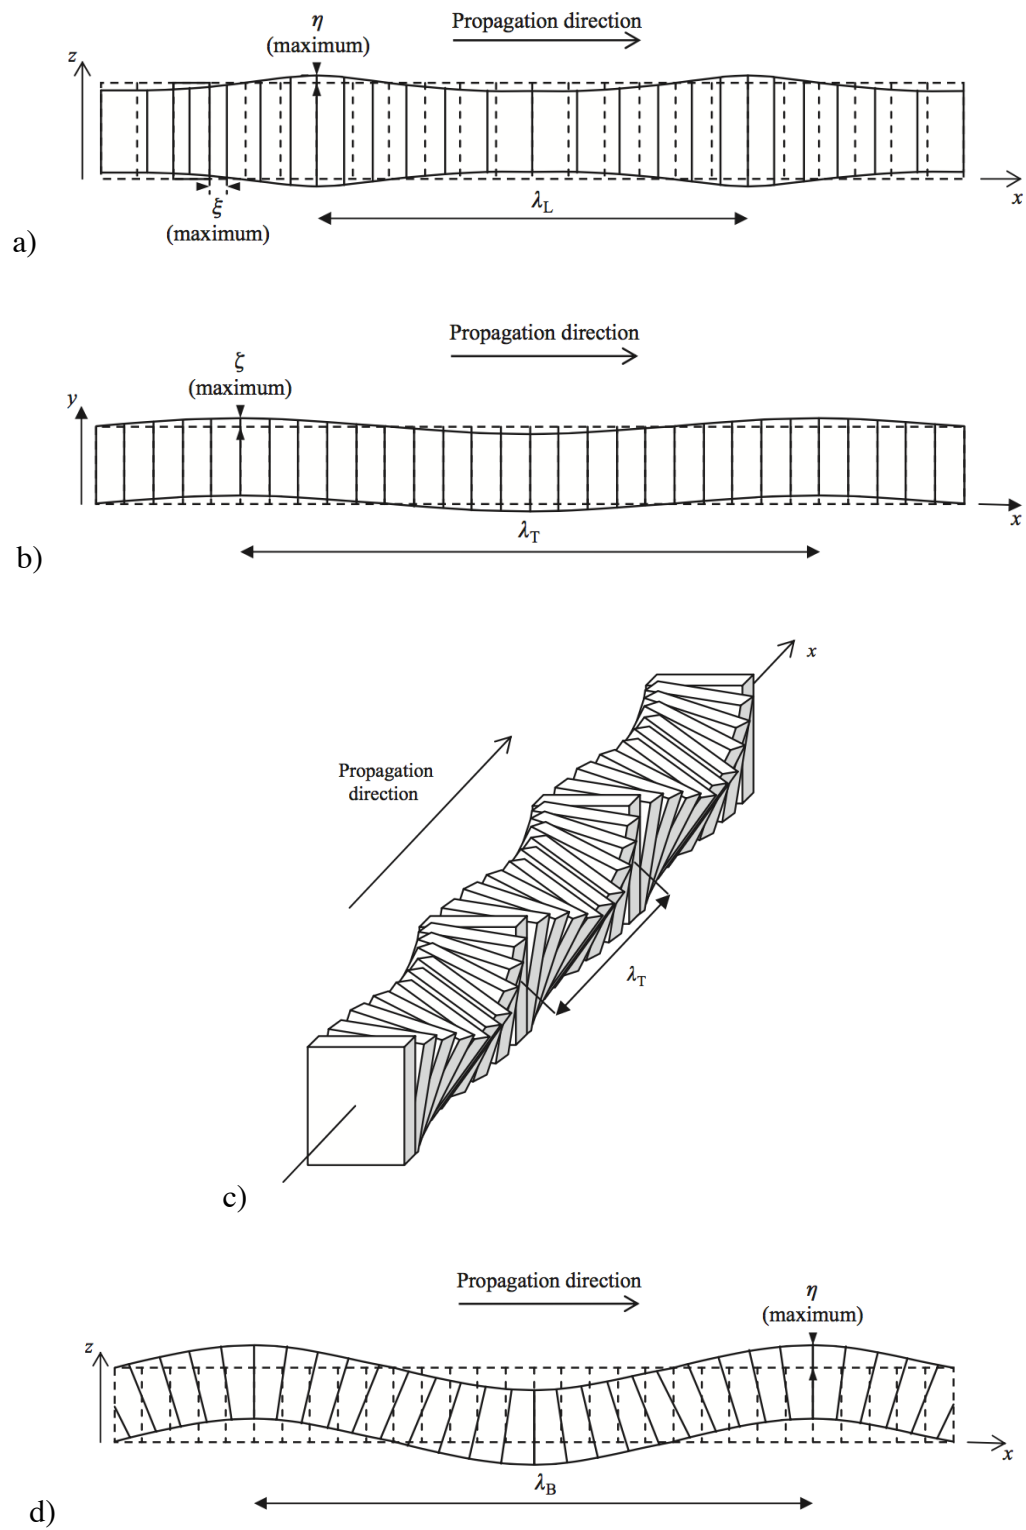 η
(maximum)
Propagation direction
z
x
ξ
(maximum)
λL
a)
Propagation direction
ζ
(maximum)
y
x
λT
b)
x
Propagation
direction
λT
c)
Propagation direction
η
(maximum)
z
x
λB
d)